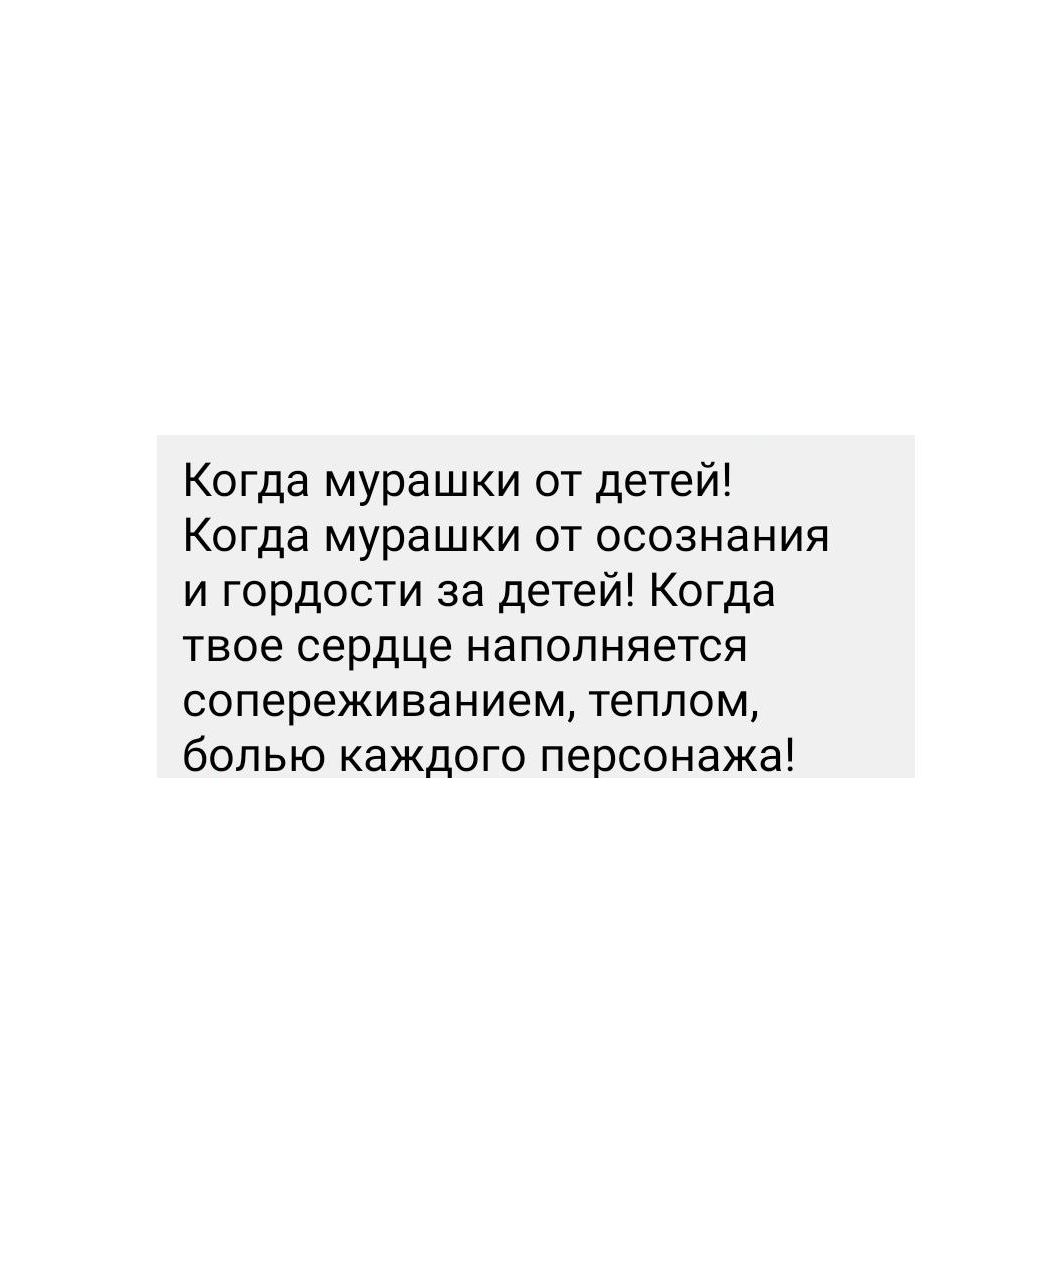 Когда мурашки от детей!
Когда мурашки от осознания
и гордости за детей! Когда
твое сердце наполняется
сопереживанием, теплом,
болью каждого персонажа!